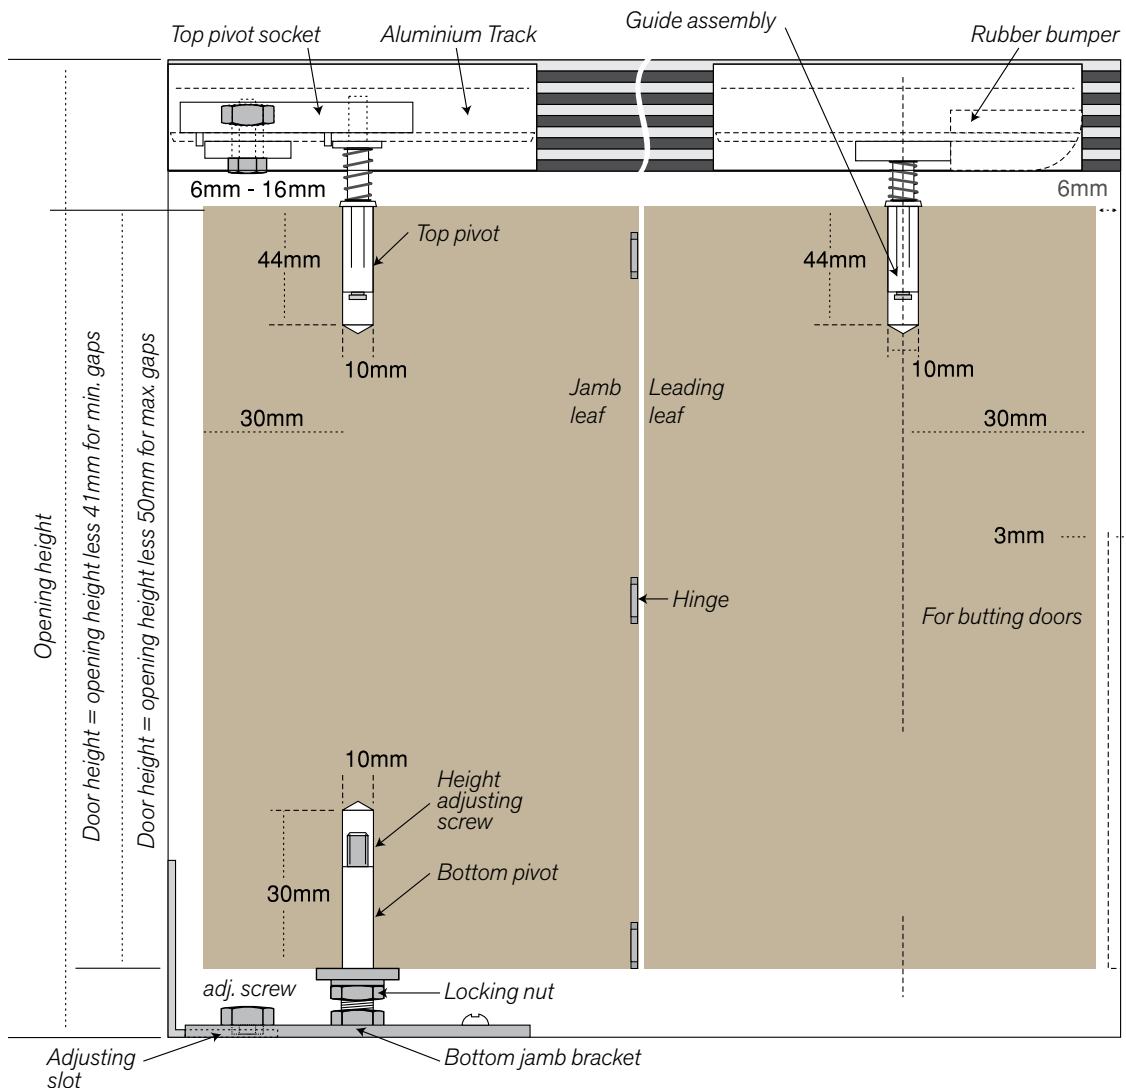 Top pivot socket
Aluminium Track
Guide assembly
Rubber bumper
6mm - 16mm
6mm
44mm
Top pivot
44mm
10mm
10mm
Jamb
leaf
Leading
leaf
30mm
30mm
3mm
Hinge
For butting doors
Opening height
Door height = opening height less 41mm for min. gaps
Door height = opening height less 50mm for max. gaps
10mm
Height
adjusting
screw
30mm
Bottom pivot
adj. screw
Locking nut
Adjusting
slot
Bottom jamb bracket